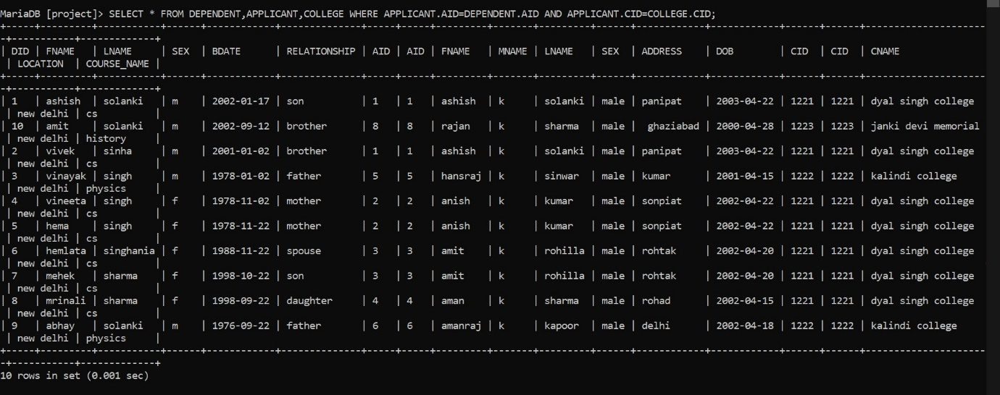 MariaDB [project]> SELECT * FROM DEPENDENT,APPLICANT,COLLEGE WHERE APPLICANT.AID=DEPENDENT.AID AND APPLICANT.CID=COLLEGE.CID;
+-----+---------+-----------+------+------------+--------------+-----+-----+---------+-------+---------+------+------------+------------+------+------+---------------------
-+-----------+-------------+
| DID | FNAME   | LNAME     | SEX  | BDATE      | RELATIONSHIP | AID | AID | FNAME   | MNAME | LNAME   | SEX  | ADDRESS    | DOB        | CID  | CID  | CNAME
 | LOCATION  | COURSE_NAME |
+-----+---------+-----------+------+------------+--------------+-----+-----+---------+-------+---------+------+------------+------------+------+------+---------------------
-+-----------+-------------+
| 1   | ashish  | solanki   | m    | 2002-01-17 | son          | 1   | 1   | ashish  | k     | solanki | male | panipat    | 2003-04-22 | 1221 | 1221 | dyal singh college
 | new delhi | cs          |
| 10  | amit    | solanki   | m    | 2002-09-12 | brother      | 8   | 8   | rajan   | k     | sharma  | male |  ghaziabad | 2000-04-28 | 1223 | 1223 | janki devi memorial
 | new delhi | history     |
| 2   | vivek   | sinha     | m    | 2001-01-02 | brother      | 1   | 1   | ashish  | k     | solanki | male | panipat    | 2003-04-22 | 1221 | 1221 | dyal singh college
 | new delhi | cs          |
| 3   | vinayak | singh     | m    | 1978-01-02 | father       | 5   | 5   | hansraj | k     | sinwar  | male | kumar      | 2001-04-15 | 1222 | 1222 | kalindi college
 | new delhi | physics     |
| 4   | vineeta | singh     | f    | 1978-11-02 | mother       | 2   | 2   | anish   | k     | kumar   | male | sonpiat    | 2002-04-22 | 1221 | 1221 | dyal singh college
 | new delhi | cs          |
| 5   | hema    | singh     | f    | 1978-11-22 | mother       | 2   | 2   | anish   | k     | kumar   | male | sonpiat    | 2002-04-22 | 1221 | 1221 | dyal singh college
 | new delhi | cs          |
| 6   | hemlata | singhania | f    | 1988-11-22 | spouse       | 3   | 3   | amit    | k     | rohilla | male | rohtak     | 2002-04-20 | 1221 | 1221 | dyal singh college
 | new delhi | cs          |
| 7   | mehek   | sharma    | f    | 1998-10-22 | son          | 3   | 3   | amit    | k     | rohilla | male | rohtak     | 2002-04-20 | 1221 | 1221 | dyal singh college
 | new delhi | cs          |
| 8   | mrinali | sharma    | f    | 1998-09-22 | daughter     | 4   | 4   | aman    | k     | sharma  | male | rohad      | 2002-04-15 | 1221 | 1221 | dyal singh college
 | new delhi | cs          |
| 9   | abhay   | solanki   | m    | 1976-09-22 | father       | 6   | 6   | amanraj | k     | kapoor  | male | delhi      | 2002-04-18 | 1222 | 1222 | kalindi college
 | new delhi | physics     |
+-----+---------+-----------+------+------------+--------------+-----+-----+---------+-------+---------+------+------------+------------+------+------+---------------------
-+-----------+-------------+
10 rows in set (0.001 sec)